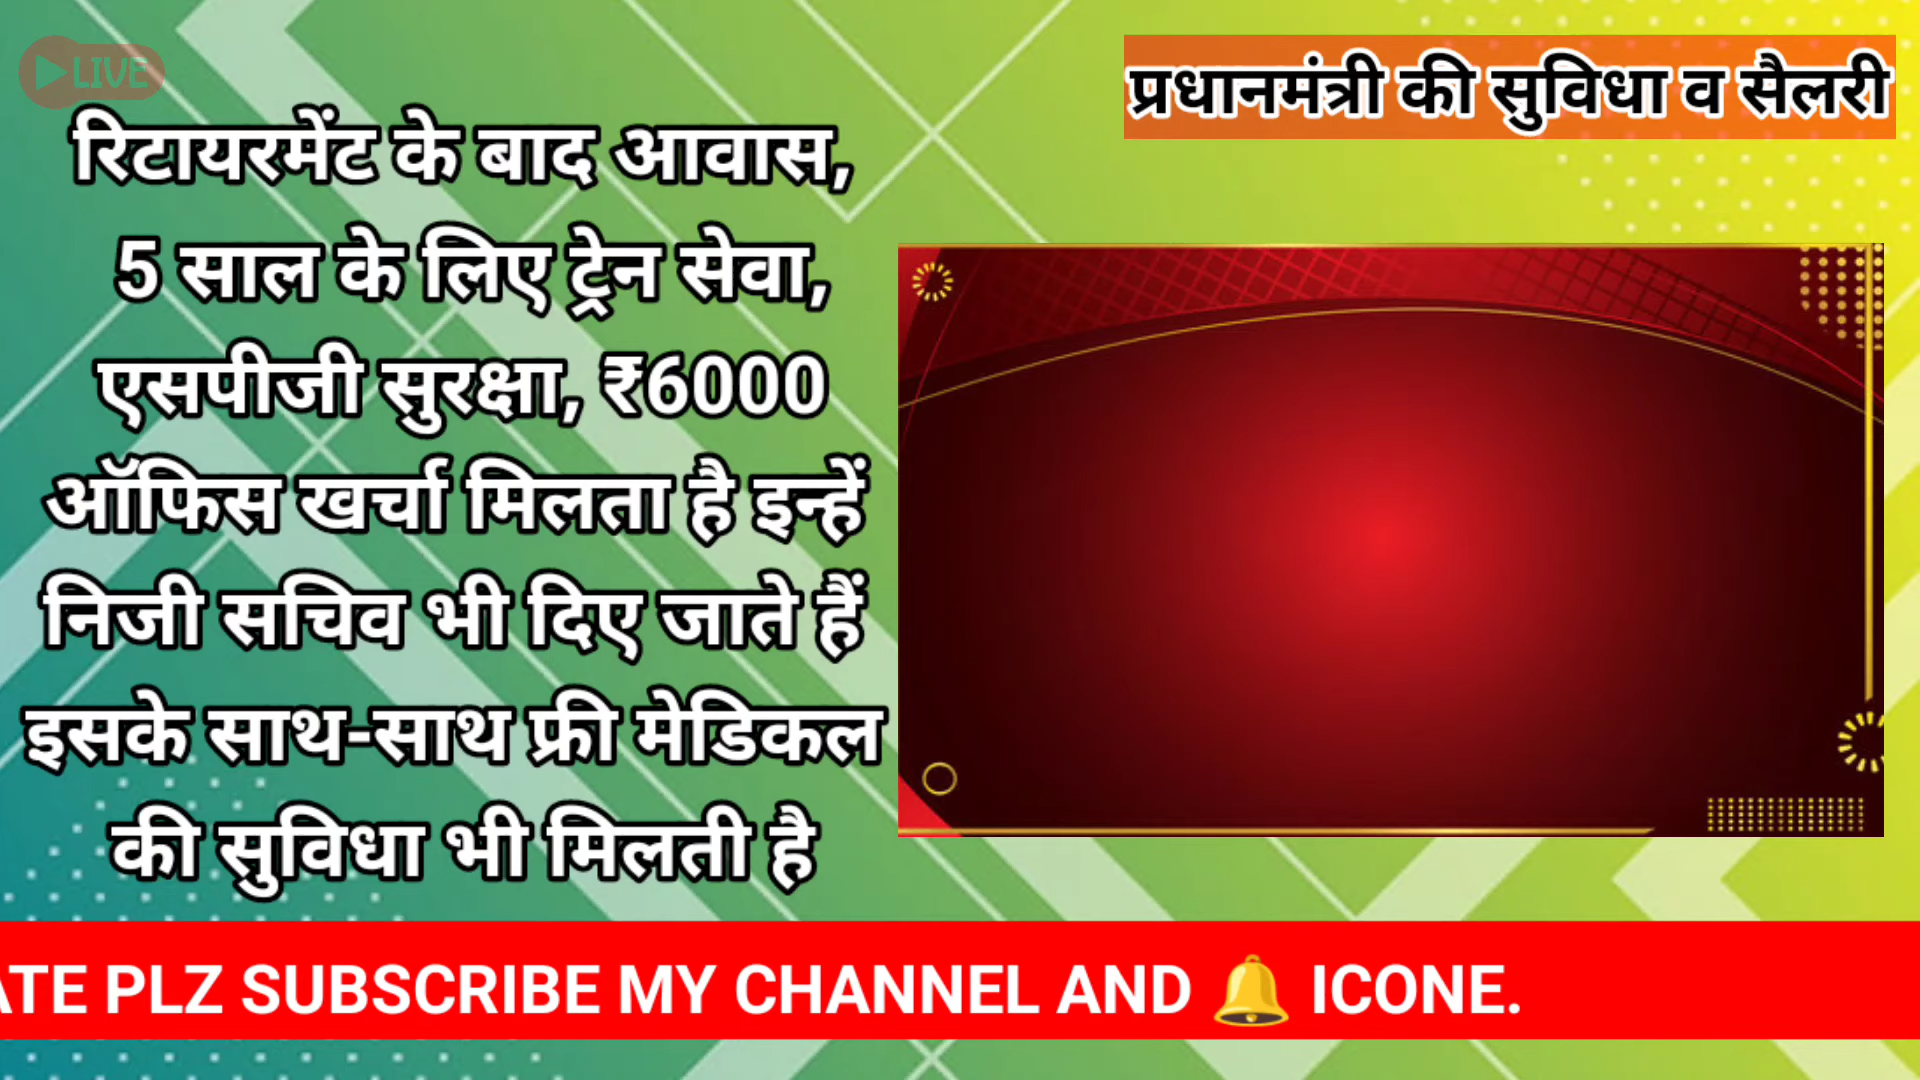 LIVE
प्रधानमंत्री की सुविधा व सैलरी
रिटायरमेंट के बाद आवास,
5 साल के लिए ट्रेन सेवा,
एसपीजी सुरक्षा, ₹6000
ऑफिस खर्चा मिलता है इन्हें
निजी सचिव भी दिए जाते हैं
इसके साथ-साथ फ्री मेडिकल
की सुविधा भी मिलती है
ATE PLZ SUBSCRIBE MY CHANNEL AND 🔔 ICONE.